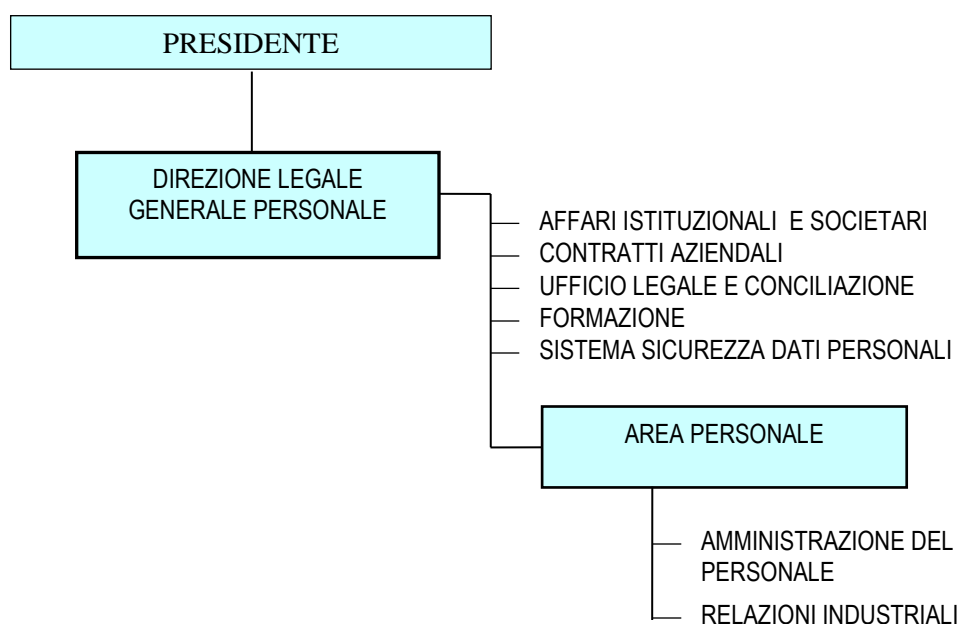 PRESIDENTE
DIREZIONE LEGALE
GENERALE PERSONALE
AFFARI ISTITUZIONALI E SOCIETARI
CONTRATTI AZIENDALI
UFFICIO LEGALE E CONCILIAZIONE
FORMAZIONE
SISTEMA SICUREZZA DATI PERSONALI
AREA PERSONALE
AMMINISTRAZIONE DEL
PERSONALE
RELAZIONI INDUSTRIALI